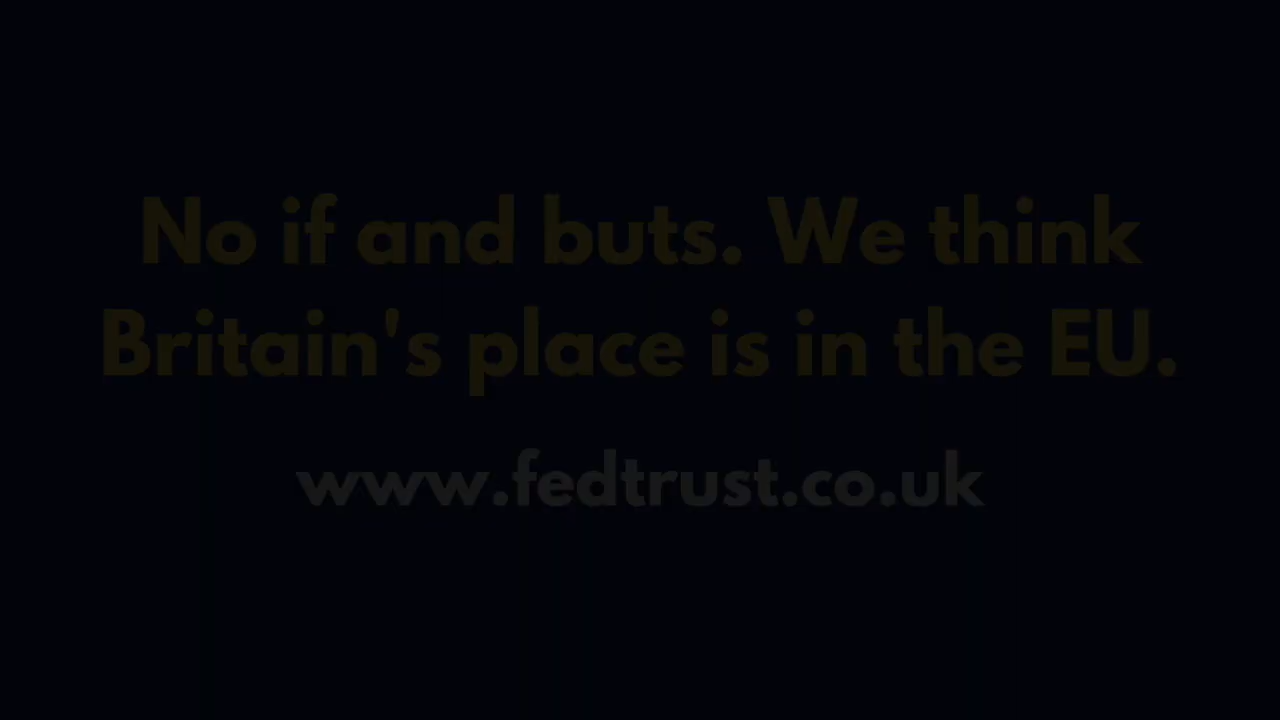 No if and buts. We think
Britain's place is in the EU.
www.fedtrust.co.uk